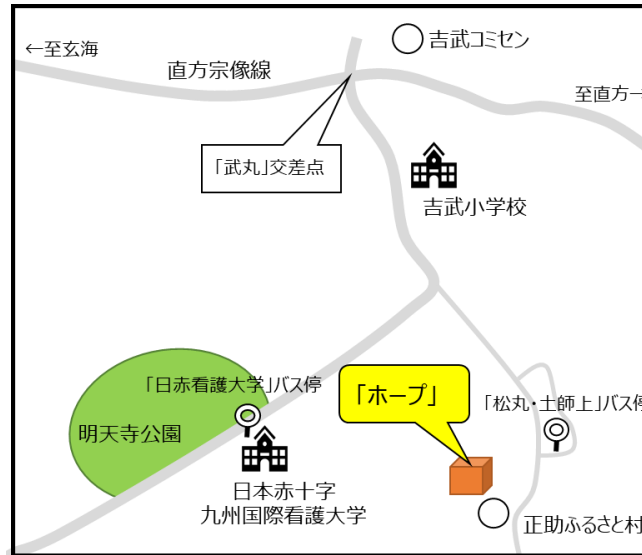 ←至玄海
吉武コミセン
直方宗像線
至直方→
「武丸」交差点
吉武小学校
「日赤看護大学」バス停
「ホープ」
「松丸・土師上」バス停
明天寺公園
日本赤十字
九州国際看護大学
正助ふるさと村